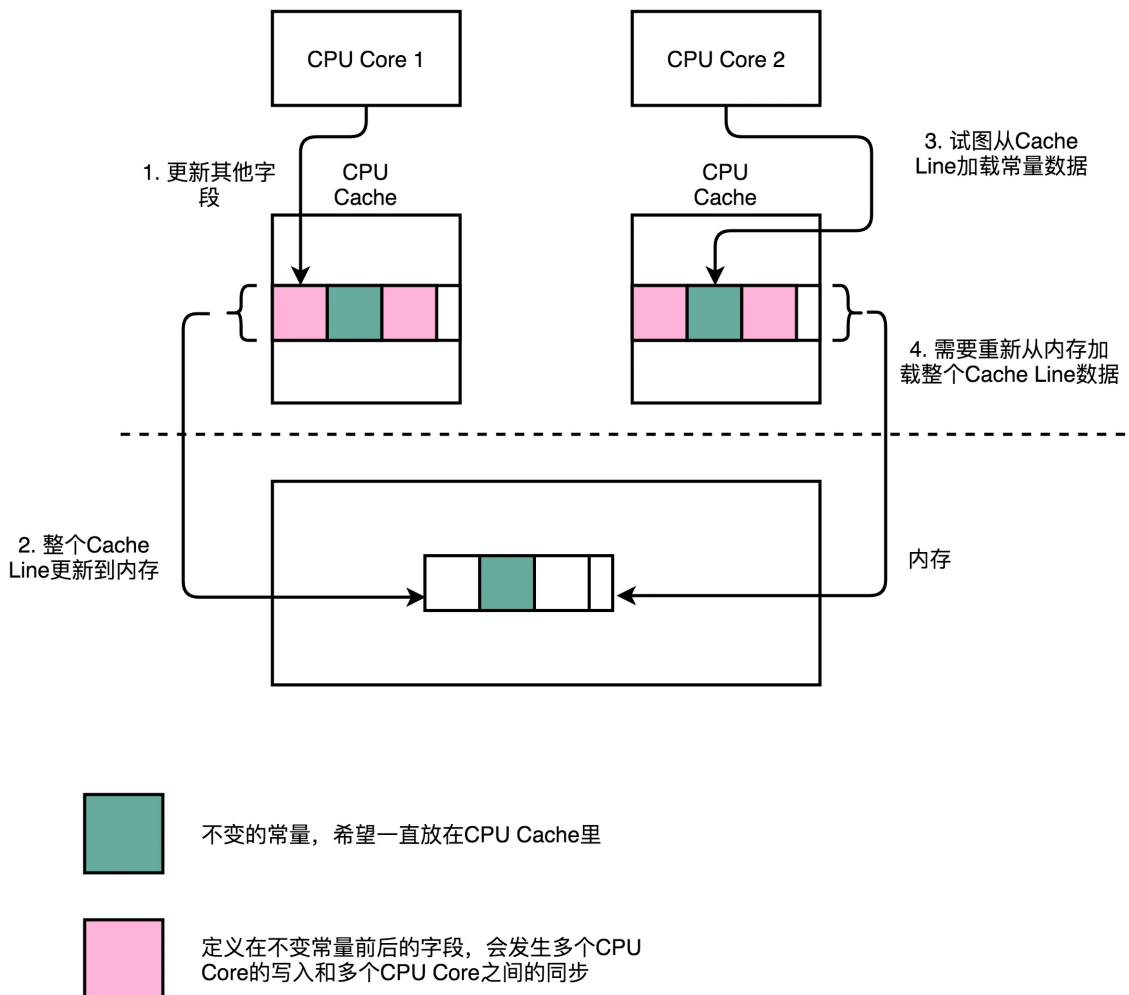 CPU Core 1
CPU Core 2
1. 更新其他字
段
CPU
Cache
CPU
Cache
3. 试图从Cache
Line加载常量数据
4. 需要重新从内存加
载整个Cache Line数据
2. 整个Cache
Line更新到内存
内存
不变的常量，希望一直放在CPU Cache里
定义在不变常量前后的字段，会发生多个CPU
Core的写入和多个CPU Core之间的同步